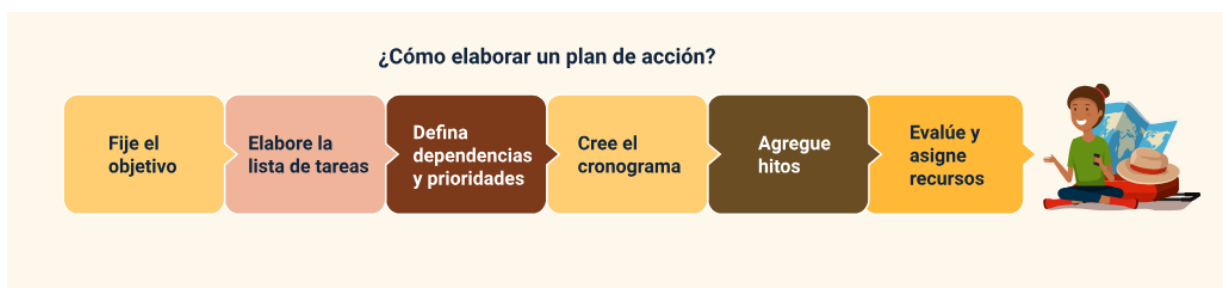 ¿Cómo elaborar un plan de acción?
Fije el
objetivo
Elabore la
lista de tareas
Defina
dependencias
y prioridades
Cree el
cronograma
Agregue
hitos
Evalúe y
asigne
recursos